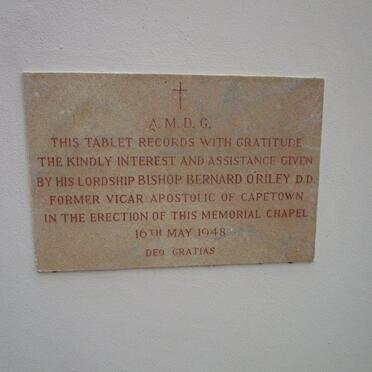 A. M. D. G.
THIS TABLET RECORDS WITH GRATITUDE
THE KINDLY INTEREST AND ASSISTANCE GIVEN
BY HIS LORDSHIP BISHOP BERNARD O'RILEY D.D.
FORMER VICAR APOSTOLIC OF CAPETOWN
IN THE ERECTION OF THIS MEMORIAL CHAPEL
16TH MAY 1948
DEO GRATIAS